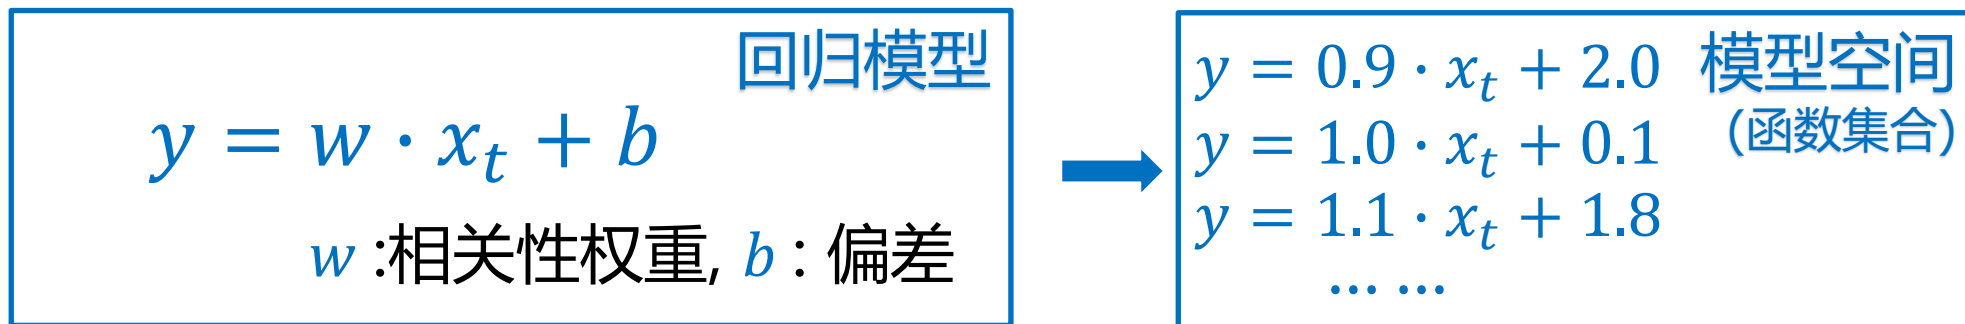 回归模型
y = w · x_t + b
w :相关性权重, b : 偏差
y = 0.9 · x_t + 2.0 模型空间
(函数集合)
y = 1.0 · x_t + 0.1
y = 1.1 · x_t + 1.8
... ...